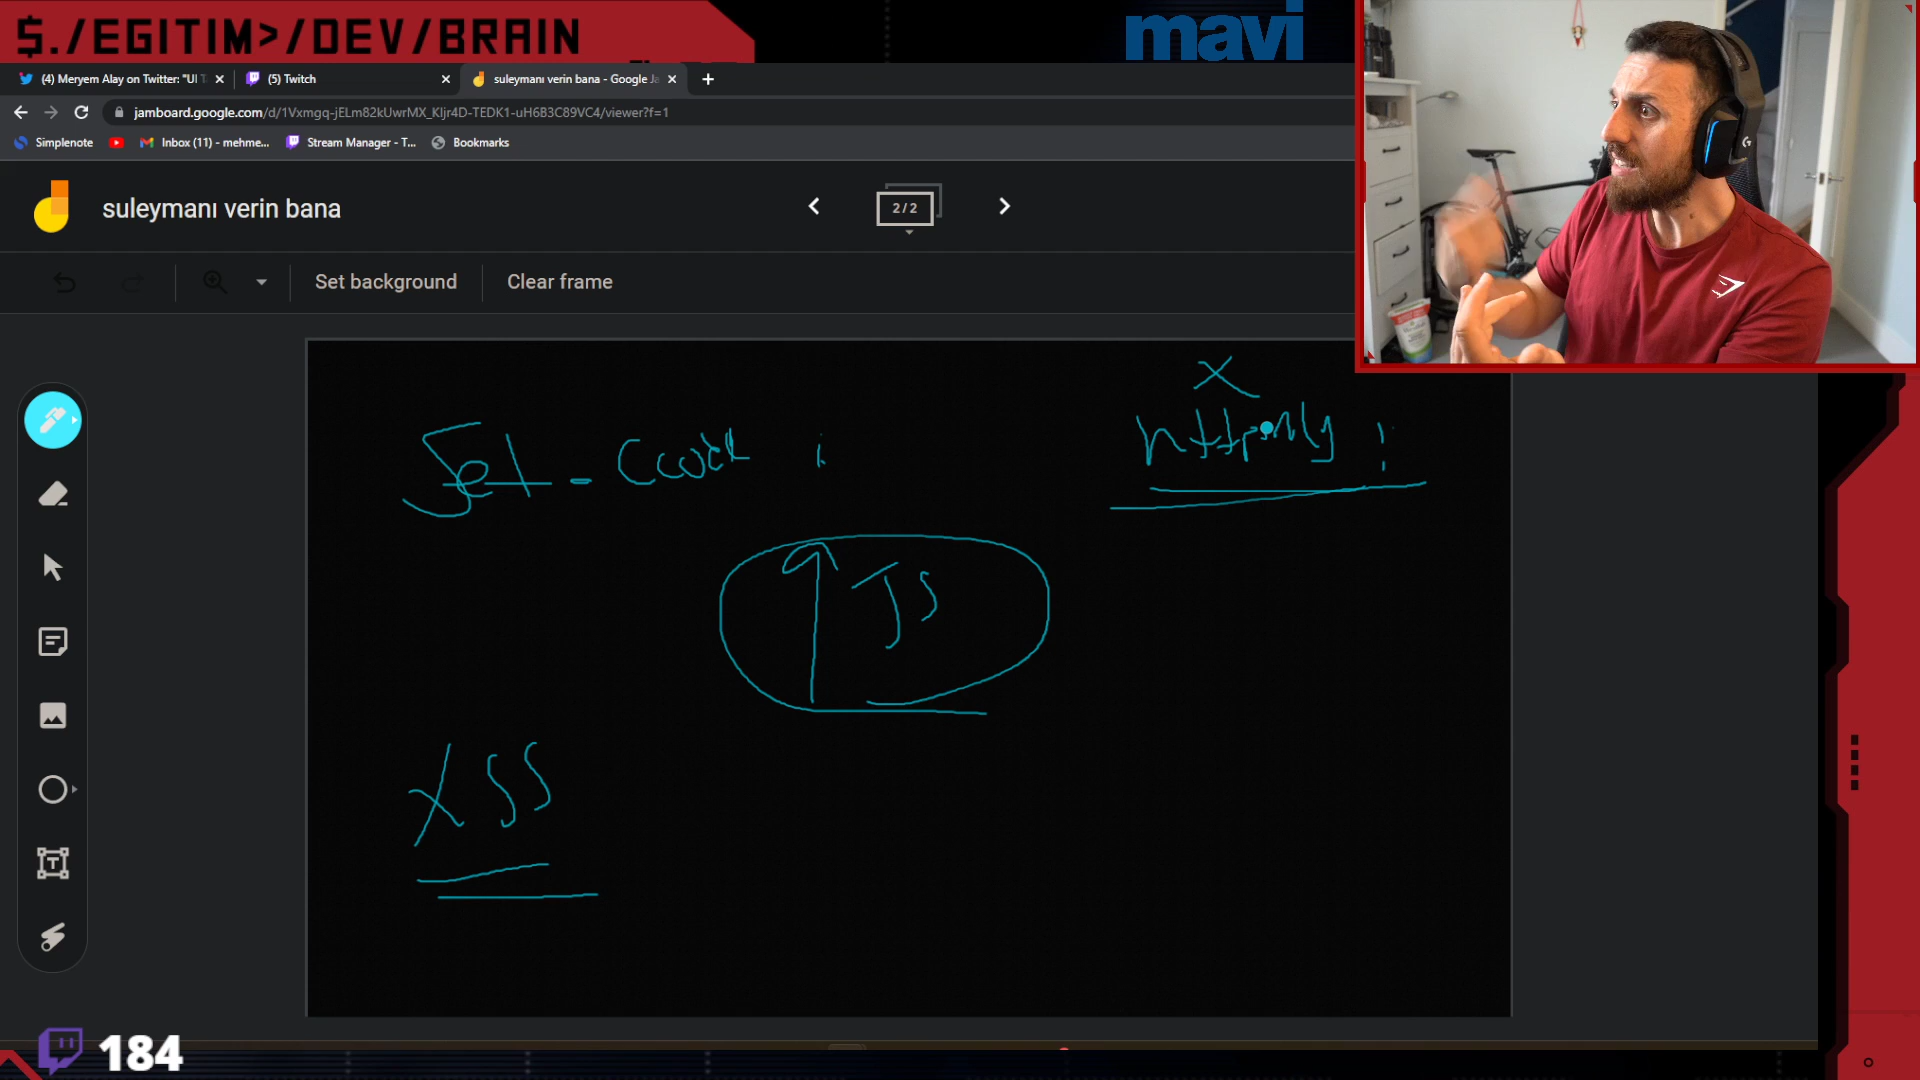 $./EGITIM>/DEV/BRAIN
mavi
(4) Meryem Alay on Twitter: "UI T
(5) Twitch
suleymanı verin bana - Google Ja
jamboard.google.com/d/1Vxmgq-jELm82kUwrMX_KIjr4D-TEDK1-uH6B3C89VC4/viewer?f=1
Simplenote
Inbox (11) - mehme...
Stream Manager - T...
Bookmarks
suleymanı verin bana
2/2
Set background
Clear frame
x
Set -
httponly ;
JS
XSS
184